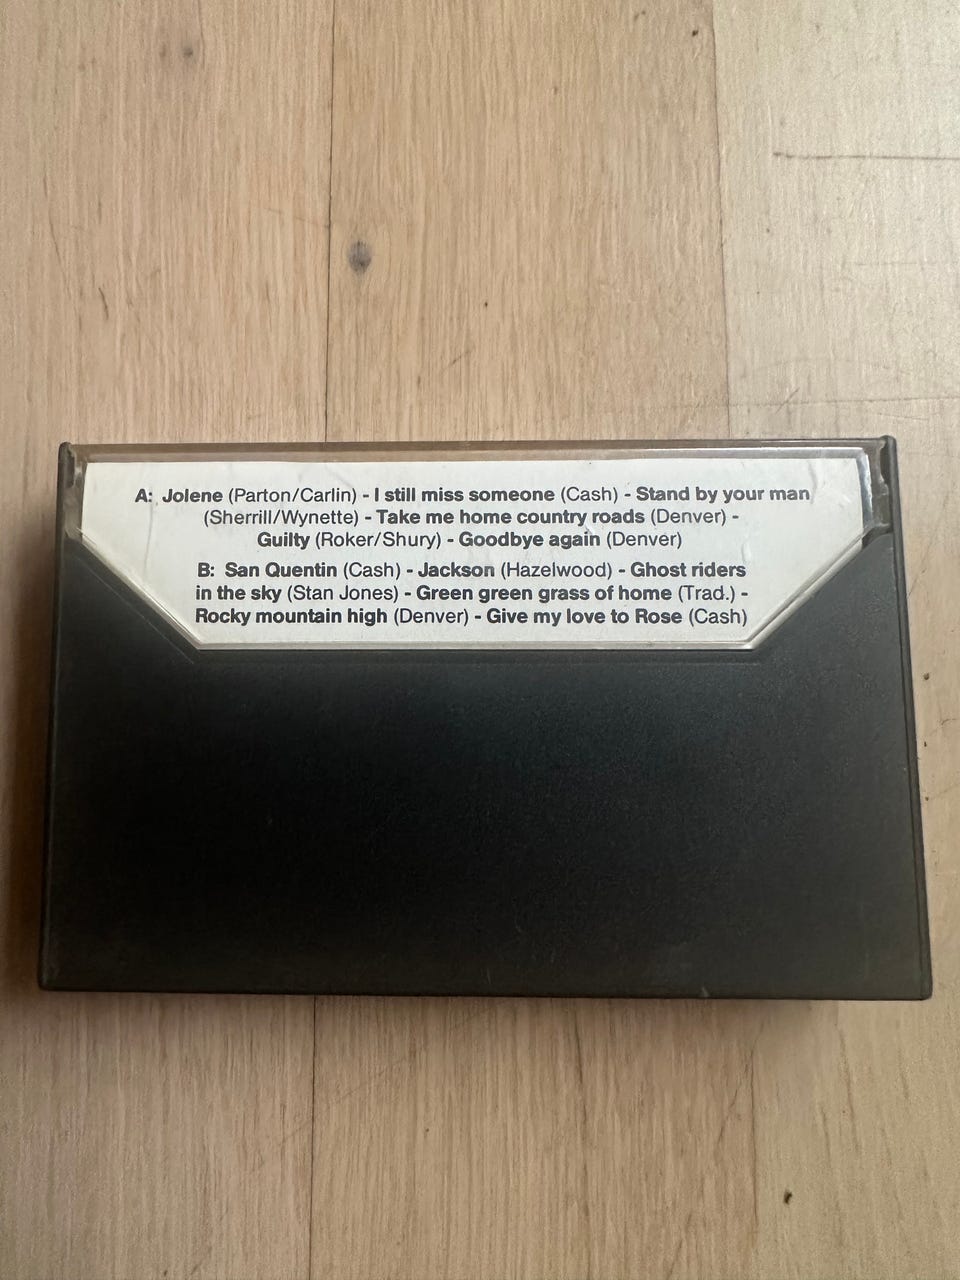 A: Jolene (Parton/Carlin) - I still miss someone (Cash) - Stand by your man
(Sherrill/Wynette) - Take me home country roads (Denver) -
Guilty (Roker/Shury) - Goodbye again (Denver)
B: San Quentin (Cash) - Jackson (Hazelwood) - Ghost riders
in the sky (Stan Jones) - Green green grass of home (Trad.) -
Rocky mountain high (Denver) - Give my love to Rose (Cash)